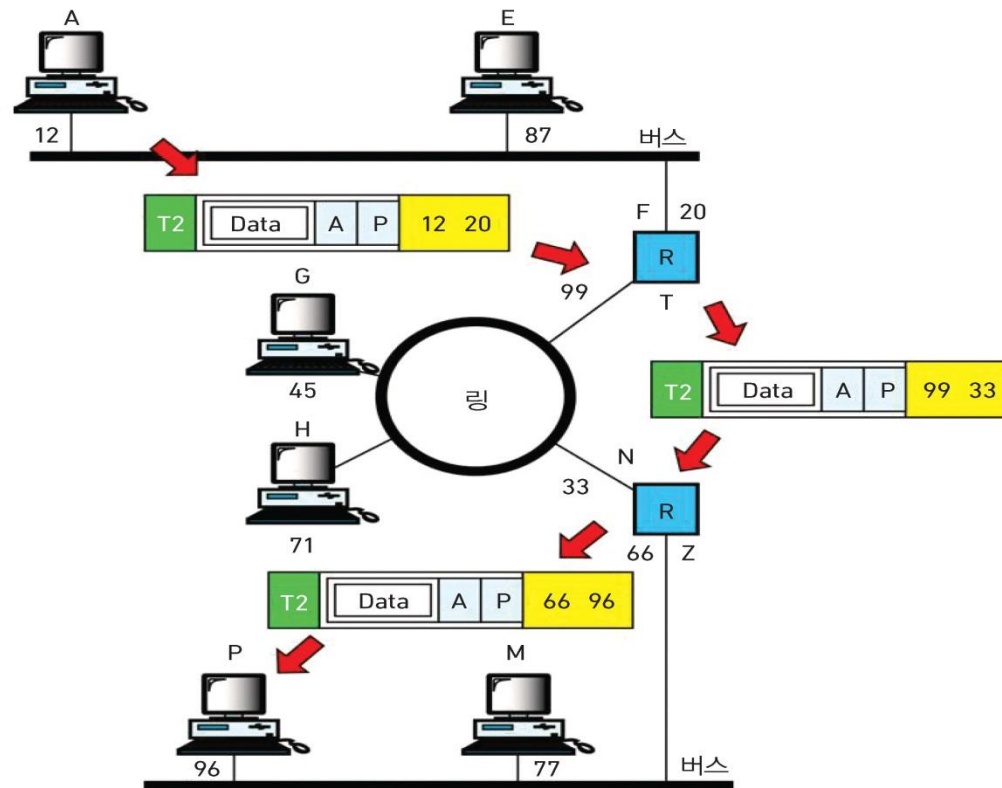 A E
12 87 버스
T2 Data A P 12 20
F 20
R
99 T
G
45
링
T2 Data A P 99 33
H
71
N
33
R
66 Z
T2 Data A P 66 96
P M
96 77 버스